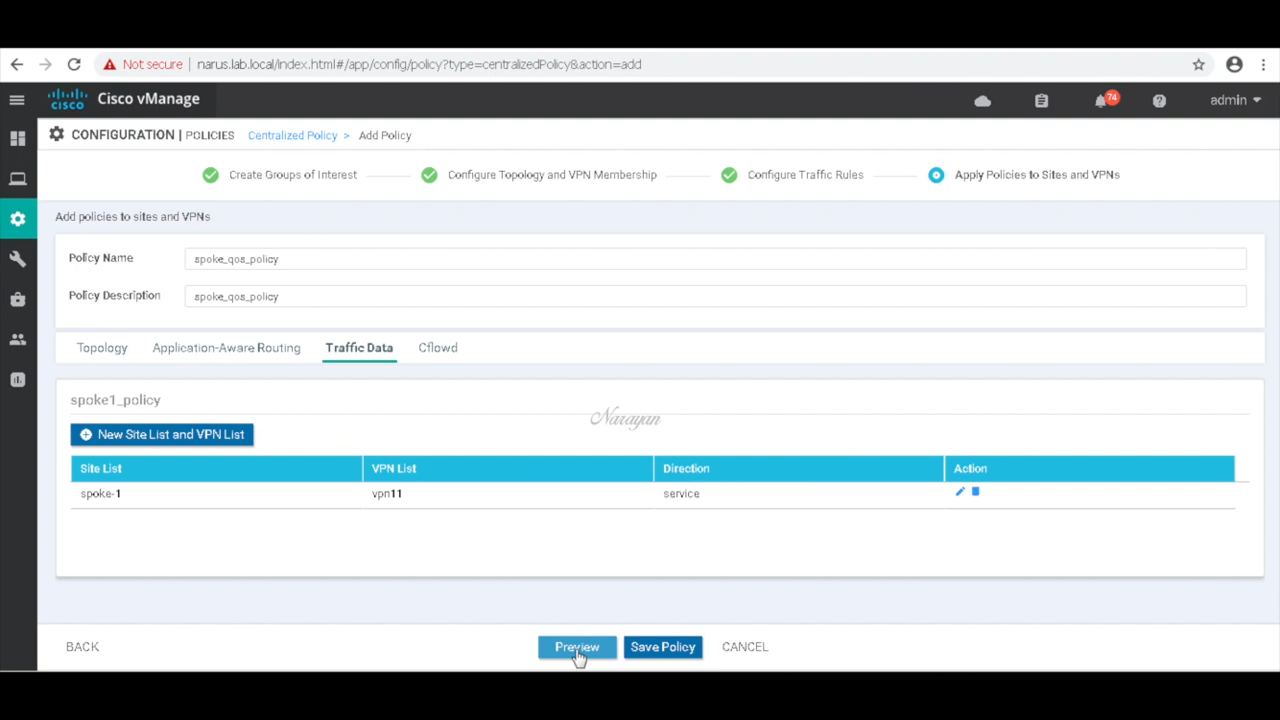 Not secure | narus.lab.local/index.html#/app/config/policy?type=centralizedPolicy&action=add
cisco Cisco vManage 74 admin
CONFIGURATION | POLICIES Centralized Policy > Add Policy
Create Groups of Interest Configure Topology and VPN Membership Configure Traffic Rules Apply Policies to Sites and VPNs
Add policies to sites and VPNs
Policy Name spoke_qos_policy
Policy Description spoke_qos_policy
Topology Application-Aware Routing Traffic Data Cflowd
spoke1_policy
Narayan
New Site List and VPN List
Site List VPN List Direction Action
spoke-1 vpn11 service
BACK Preview Save Policy CANCEL